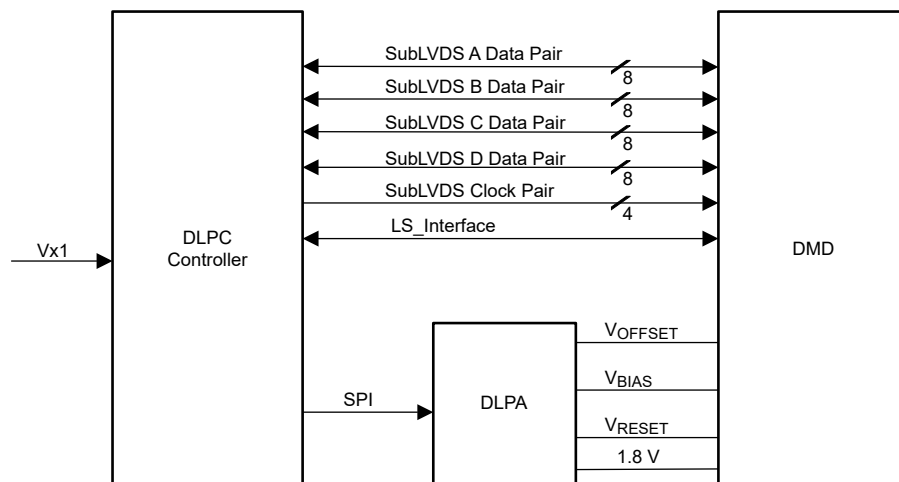 SubLVDS A Data Pair
8
SubLVDS B Data Pair
8
SubLVDS C Data Pair
8
SubLVDS D Data Pair
8
SubLVDS Clock Pair
4
LS_Interface
Vx1
DLPC
Controller
DMD
VOFFSET
VBIAS
SPI
DLPA
VRESET
1.8 V